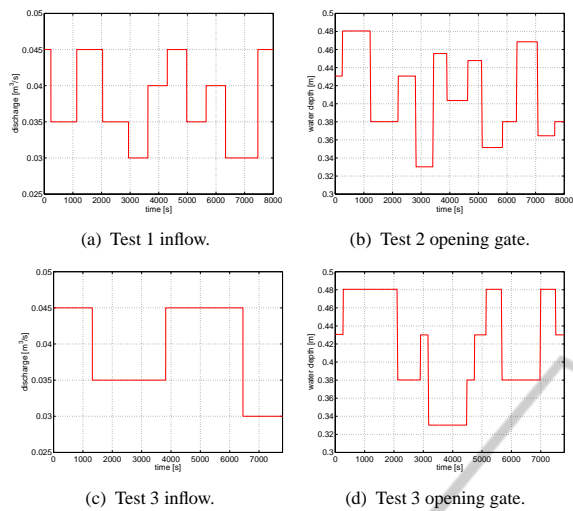 0.05
0.045
0.04
0.035
0.03
0.025
discharge [m³/s]
0 1000 2000 3000 4000 5000 6000 7000 8000
time [s]
(a) Test 1 inflow.
0.5
0.48
0.46
0.44
0.42
0.4
0.38
0.36
0.34
0.32
0.3
water depth [m]
0 1000 2000 3000 4000 5000 6000 7000 8000
time [s]
(b) Test 2 opening gate.
0.05
0.045
0.04
0.035
0.03
0.025
discharge [m³/s]
0 1000 2000 3000 4000 5000 6000 7000
time [s]
(c) Test 3 inflow.
0.5
0.48
0.46
0.44
0.42
0.4
0.38
0.36
0.34
0.32
0.3
water depth [m]
0 1000 2000 3000 4000 5000 6000 7000
time [s]
(d) Test 3 opening gate.